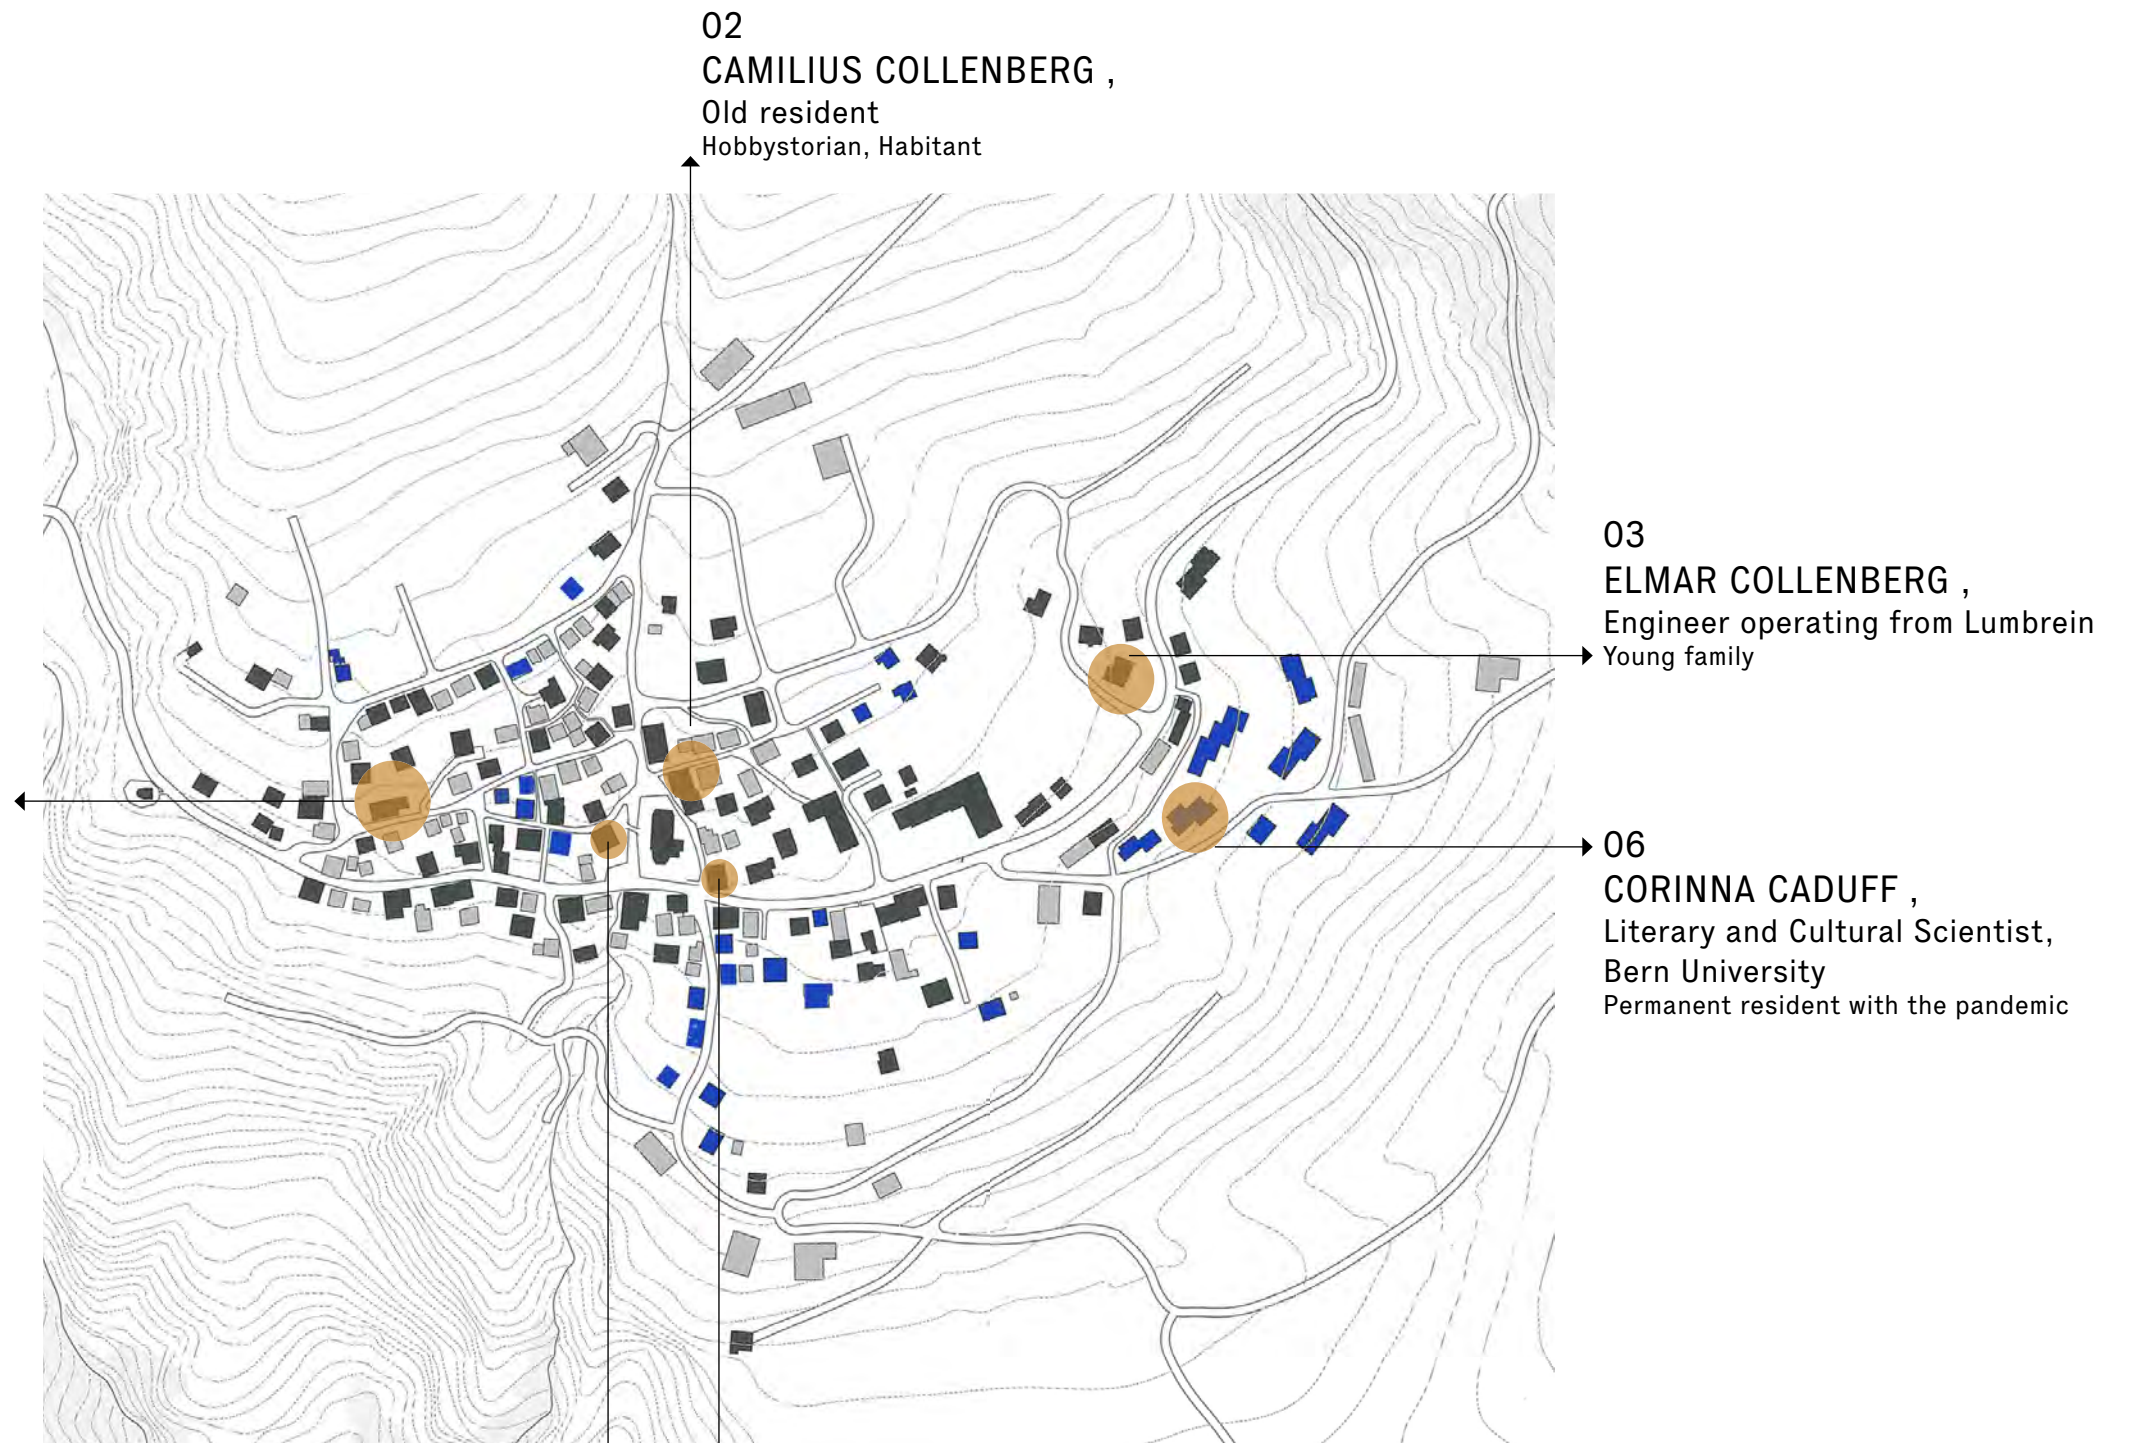 02
CAMILIUS COLLENBERG ,
Old resident
Hobbystorian, Habitant
03
ELMAR COLLENBERG ,
Engineer operating from Lumbrein
Young family
06
CORINNA CADUFF ,
Literary and Cultural Scientist,
Bern University
Permanent resident with the pandemic